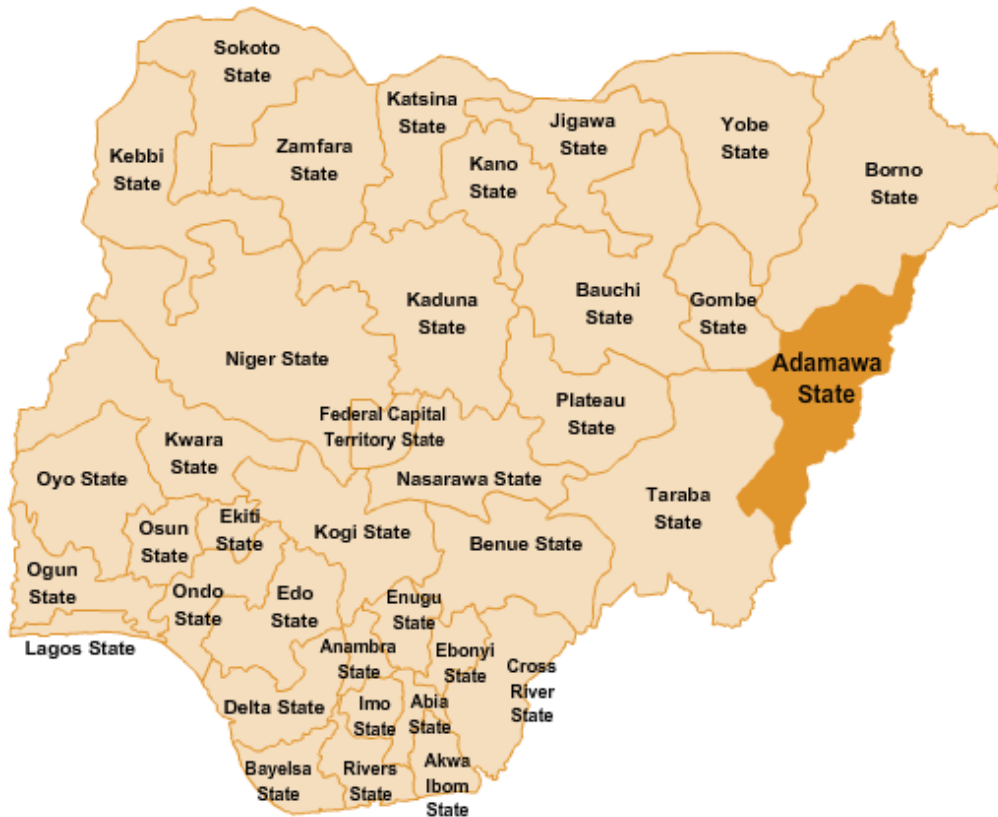 Sokoto
State
Katsina
State
Jigawa
State
Yobe
State
Kebbi
State
Zamfara
State
Kano
State
Borno
State
Kaduna
State
Bauchi
State
Gombe
State
Niger State
Adamawa
State
Federal Capital
Territory State
Plateau
State
Kwara
State
Oyo State
Nasarawa State
Taraba
State
Osun
State
Ekiti
State
Kogi State
Benue State
Ogun
State
Ondo
State
Edo
State
Enugu
State
Lagos State
Anambra
State
Ebonyi
State
Cross
River
State
Delta State
Imo
State
Abia
State
Bayelsa
State
Rivers
State
Akwa
Ibom
State